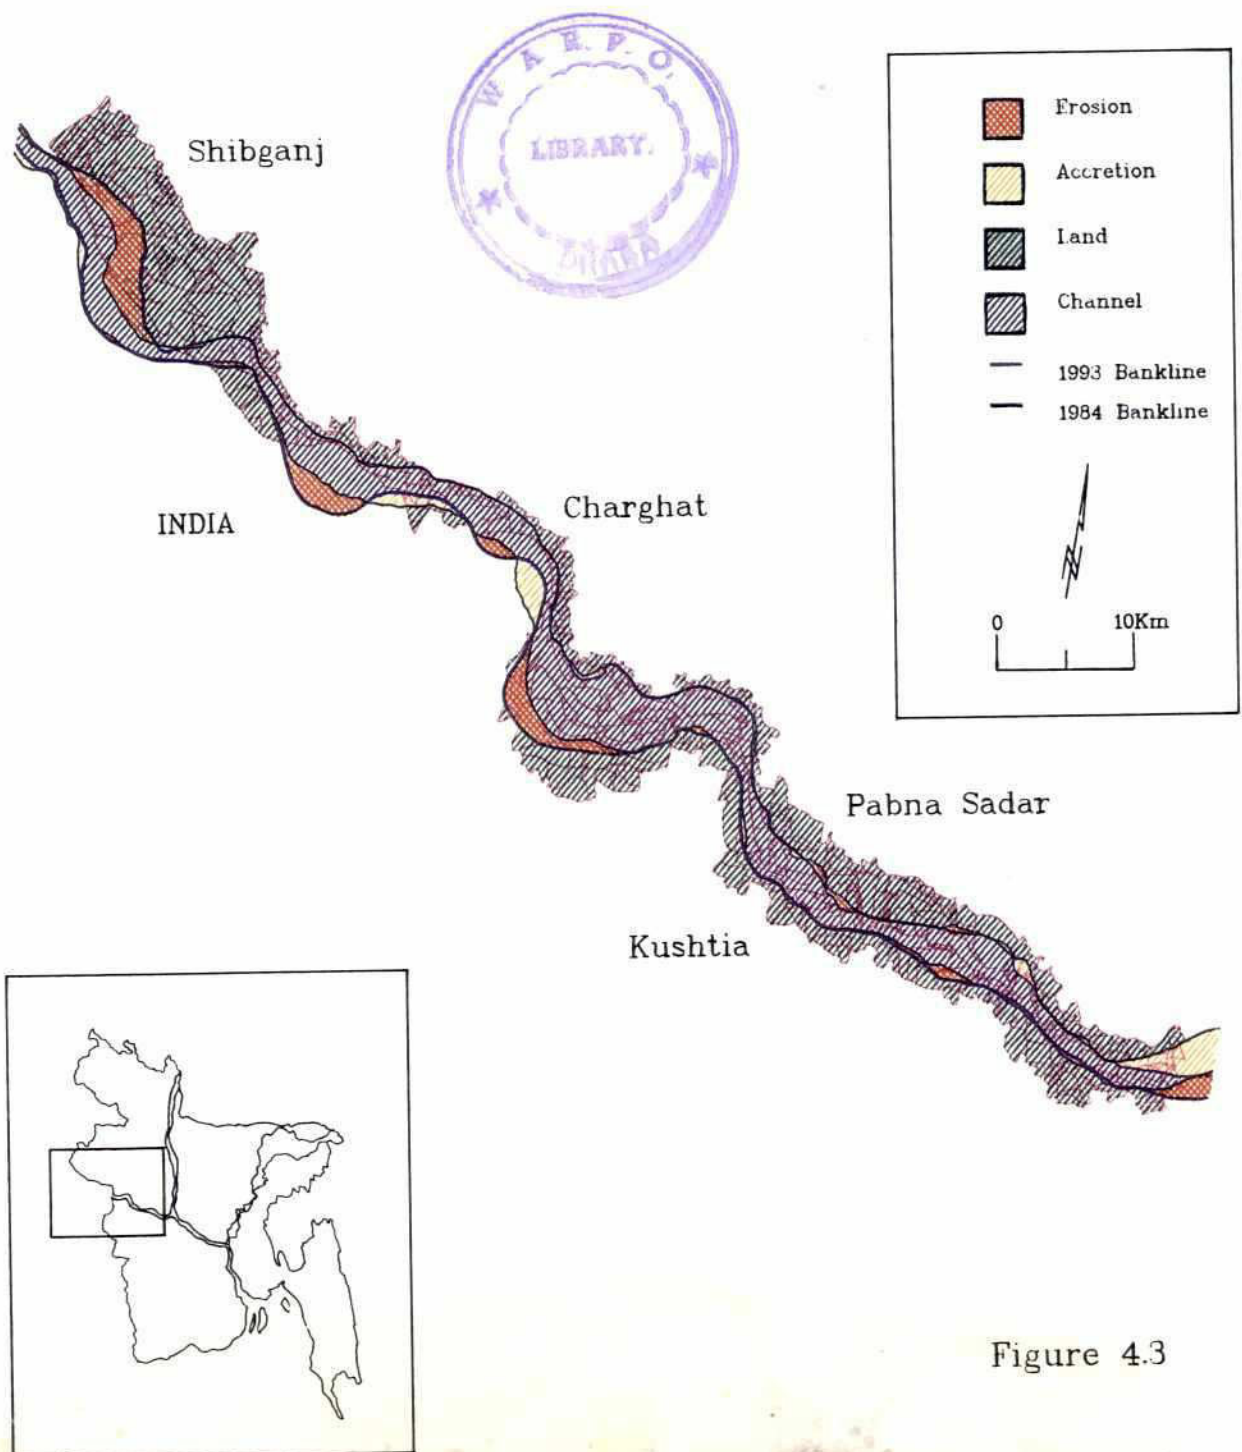 W. A. R. P. O.
LIBRARY.
DHAKA
Shibganj
INDIA
Charghat
Pabna Sadar
Kushtia
Erosion
Accretion
Land
Channel
1993 Bankline
1984 Bankline
0 10Km
Figure 4.3